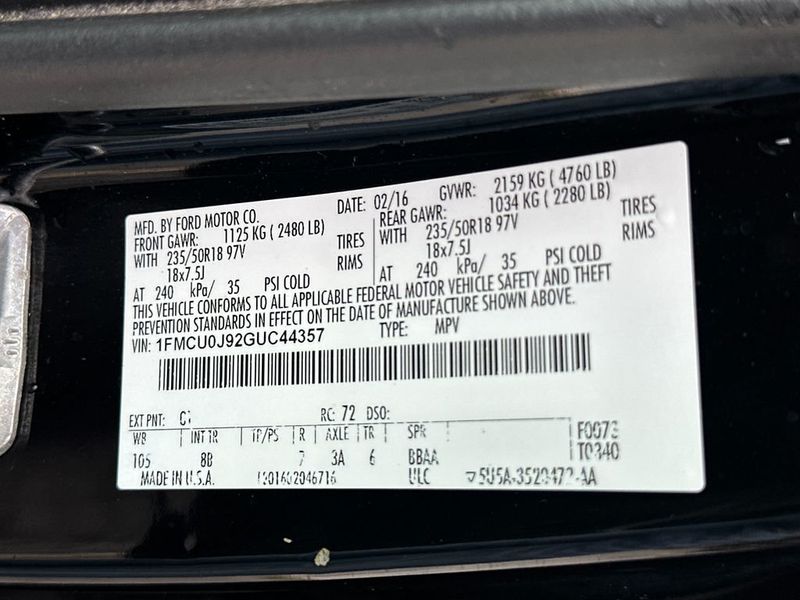 MFD. BY FORD MOTOR CO. DATE: 02/16 GVWR: 2159 KG ( 4760 LB)
FRONT GAWR: 1125 KG ( 2480 LB) REAR GAWR: 1034 KG ( 2280 LB)
WITH 235/50R18 97V TIRES WITH 235/50R18 97V TIRES
18x7.5J RIMS 18x7.5J RIMS
AT 240 kPa/ 35 PSI COLD AT 240 kPa/ 35 PSI COLD
THIS VEHICLE CONFORMS TO ALL APPLICABLE FEDERAL MOTOR VEHICLE SAFETY AND THEFT
PREVENTION STANDARDS IN EFFECT ON THE DATE OF MANUFACTURE SHOWN ABOVE.
VIN: 1FMCU0J92GUC44357 TYPE: MPV
EXT PNT: RC: 72 DSO:
WB INT TR TP/PS R AXLE TR SPR F0073
105 8B 7 3A 6 BBAA T0340
MADE IN U.S.A. ULC